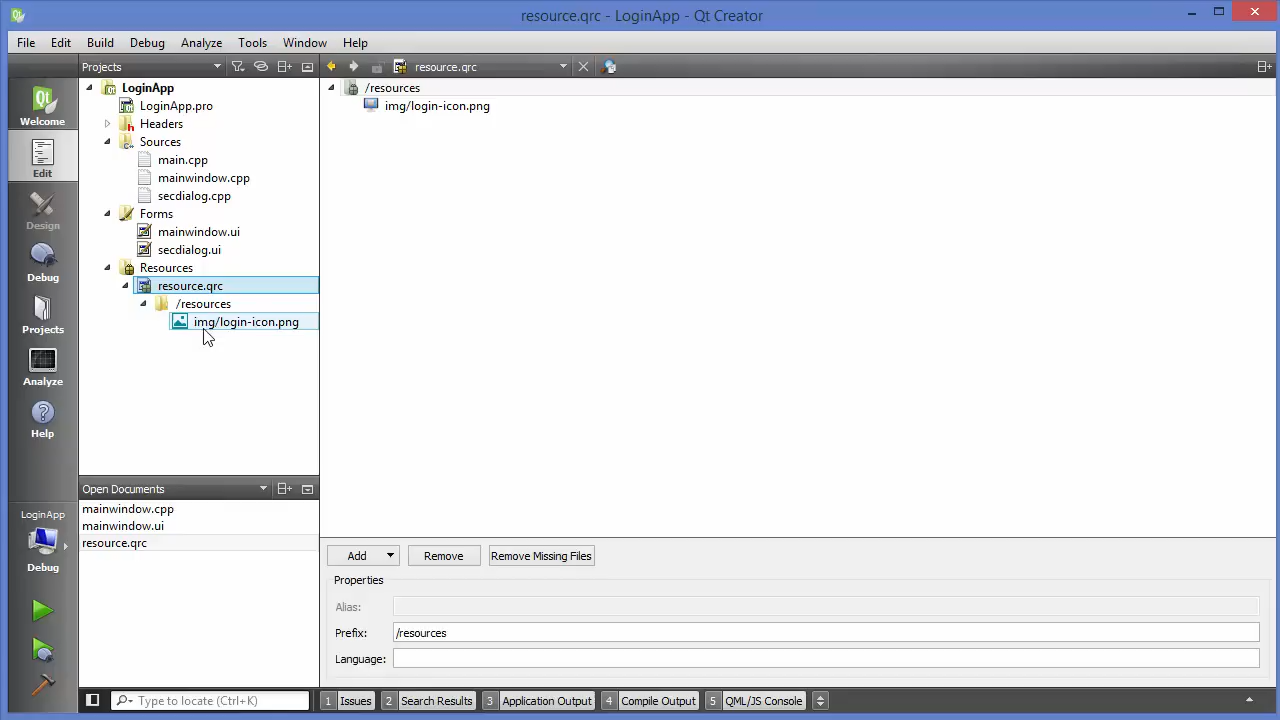 resource.qrc - LoginApp - Qt Creator
File Edit Build Debug Tools Analyze Window Help
Projects
resource.qrc
Welcome
Edit
Design
Debug
Projects
Analyze
Help
LoginApp
Debug
LoginApp
LoginApp.pro
Headers
Sources
main.cpp
mainwindow.cpp
secdialog.cpp
Forms
mainwindow.ui
secdialog.ui
Resources
resource.qrc
/resources
img/login-icon.png
Open Documents
mainwindow.cpp
mainwindow.ui
resource.qrc
/resources
img/login-icon.png
Add Remove Remove Missing Files
Properties
Alias:
Prefix: /resources
Language:
Type to locate (Ctrl+K) 1 Issues 2 Search Results 3 Application Output 4 Compile Output 5 QML/JS Console